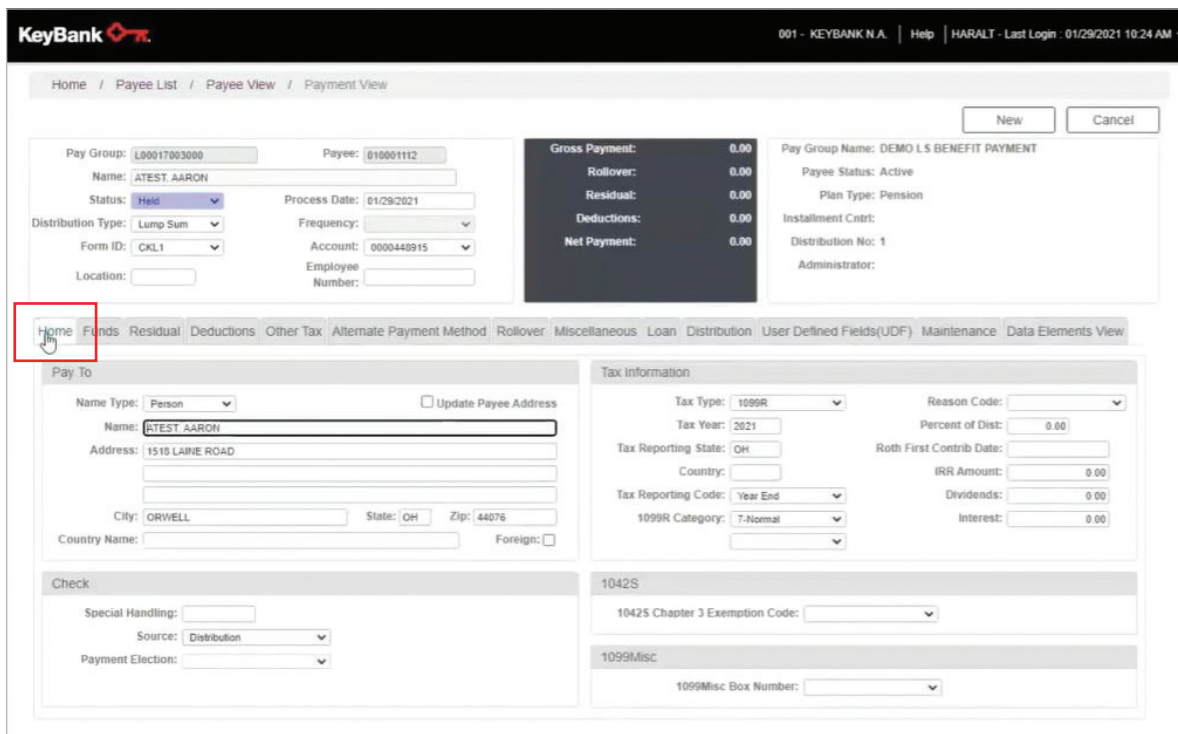 KeyBank
001 - KEYBANK N.A. | Help | HARALT - Last Login : 01/29/2021 10:24 AM
Home / Payee List / Payee View / Payment View
New Cancel
Pay Group: L00017003000 Payee: 010001112
Name: ATEST. AARON
Status: Held Process Date: 01/29/2021
Distribution Type: Lump Sum Frequency:
Form ID: CKL1 Account: 0000448915
Location: Employee Number:
Gross Payment: 0.00
Rollover: 0.00
Residual: 0.00
Deductions: 0.00
Net Payment: 0.00
Pay Group Name: DEMO LS BENEFIT PAYMENT
Payee Status: Active
Plan Type: Pension
Installment Cntrl:
Distribution No: 1
Administrator:
Home Funds Residual Deductions Other Tax Alternate Payment Method Rollover Miscellaneous Loan Distribution User Defined Fields(UDF) Maintenance Data Elements View
Pay To
Name Type: Person Update Payee Address
Name: ATEST. AARON
Address: 1518 LAINE ROAD
City: ORWELL State: OH Zip: 44076
Country Name: Foreign:
Tax Information
Tax Type: 1099R Reason Code:
Tax Year: 2021 Percent of Dist: 0.00
Tax Reporting State: OH Roth First Contrib Date:
Country: IRR Amount: 0.00
Tax Reporting Code: Year End Dividends: 0.00
1099R Category: 7-Normal Interest: 0.00
Check
Special Handling:
Source: Distribution
Payment Election:
1042S
1042S Chapter 3 Exemption Code:
1099Misc
1099Misc Box Number: